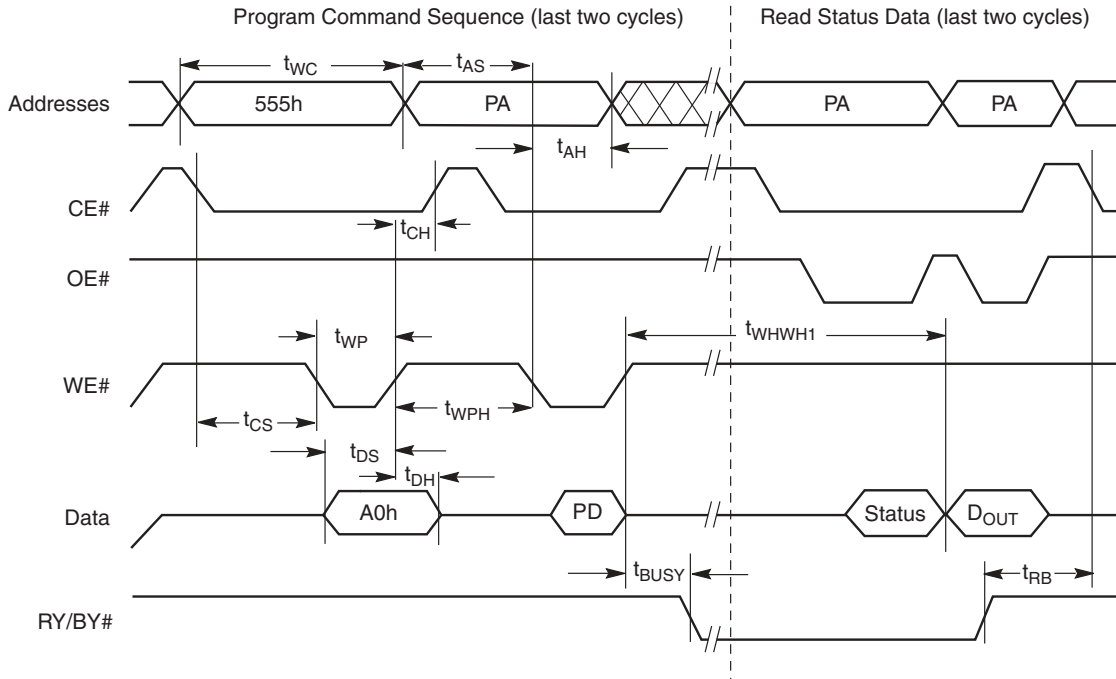 Program Command Sequence (last two cycles)
Read Status Data (last two cycles)
tWC
tAS
Addresses
555h
PA
PA
PA
tAH
CE#
tCH
OE#
tWP
tWHWH1
WE#
tCS
tWPH
tDS
tDH
Data
A0h
PD
Status
DOUT
tBUSY
tRB
RY/BY#